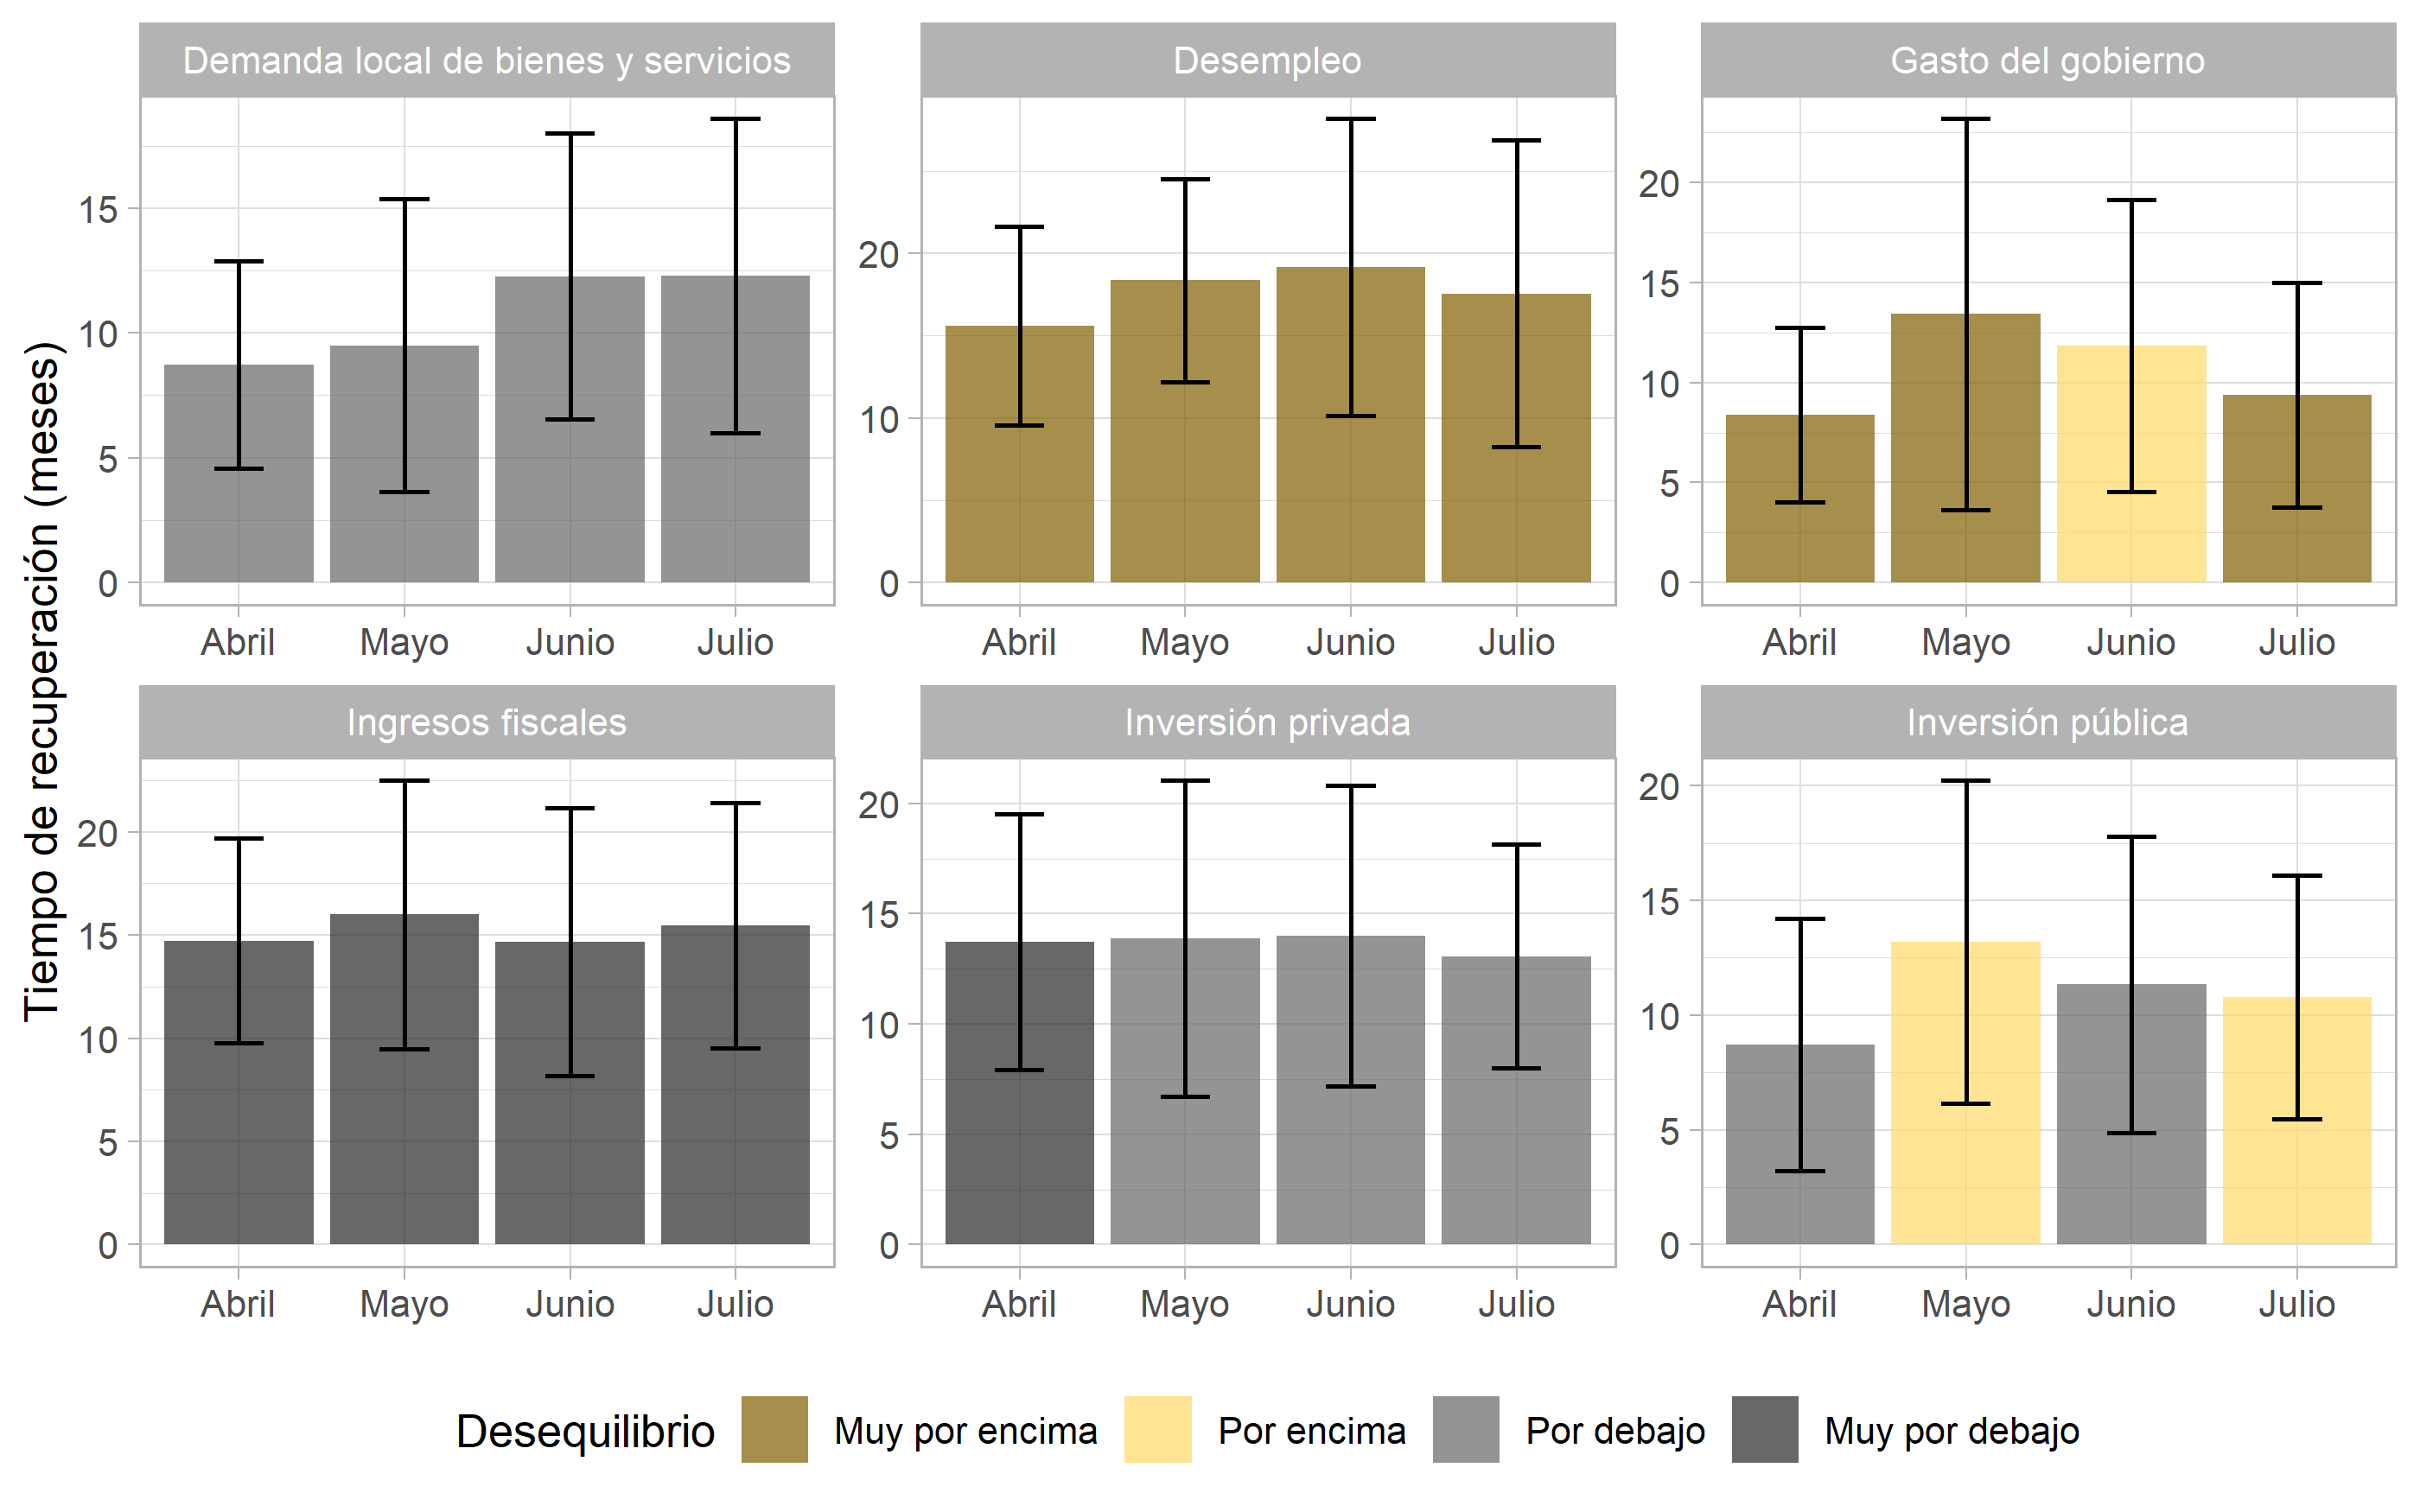 Demanda local de bienes y servicios
Desempleo
Gasto del gobierno
Tiempo de recuperación (meses)
15
10
5
0
20
10
0
20
15
10
5
0
Abril Mayo Junio Julio
Abril Mayo Junio Julio
Abril Mayo Junio Julio
Ingresos fiscales
Inversión privada
Inversión pública
20
15
10
5
0
20
15
10
5
0
20
15
10
5
0
Abril Mayo Junio Julio
Abril Mayo Junio Julio
Abril Mayo Junio Julio
Desequilibrio Muy por encima Por encima Por debajo Muy por debajo